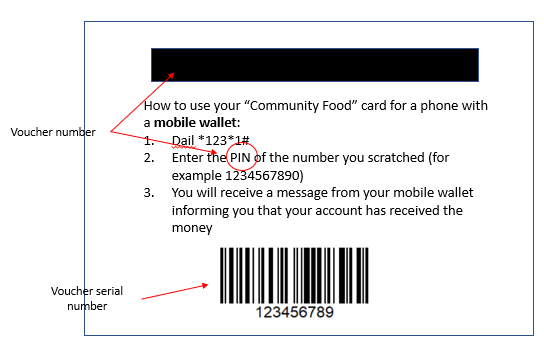 How to use your “Community Food” card for a phone with
a mobile wallet:
Voucher number
1. Dail *123*1#
2. Enter the PIN of the number you scratched (for
example 1234567890)
3. You will receive a message from your mobile wallet
informing you that your account has received the
money
Voucher serial
number
123456789